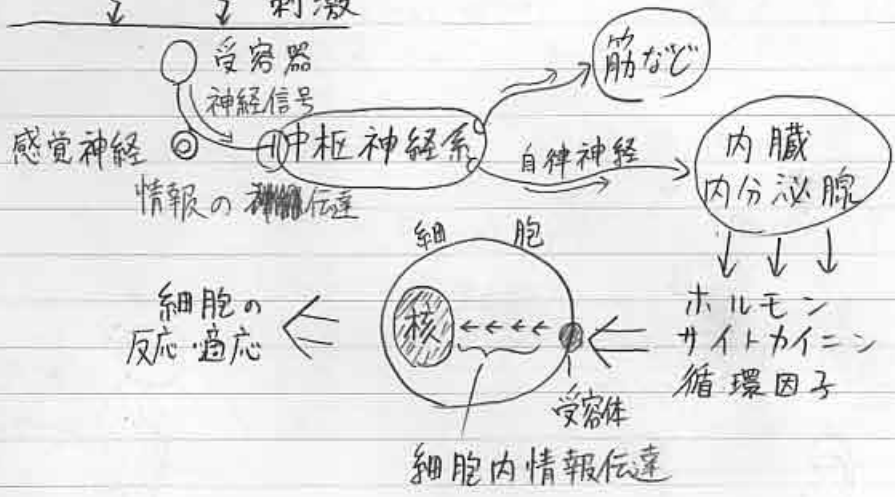 刺激
受容器
神経信号
感覚神経
中枢神経系
情報の 伝達
筋など
自律神経
内臓
内分泌腺
細胞
核
細胞の
反応・適応
ホルモン
サイトカイニン
循環因子
受容体
細胞内情報伝達